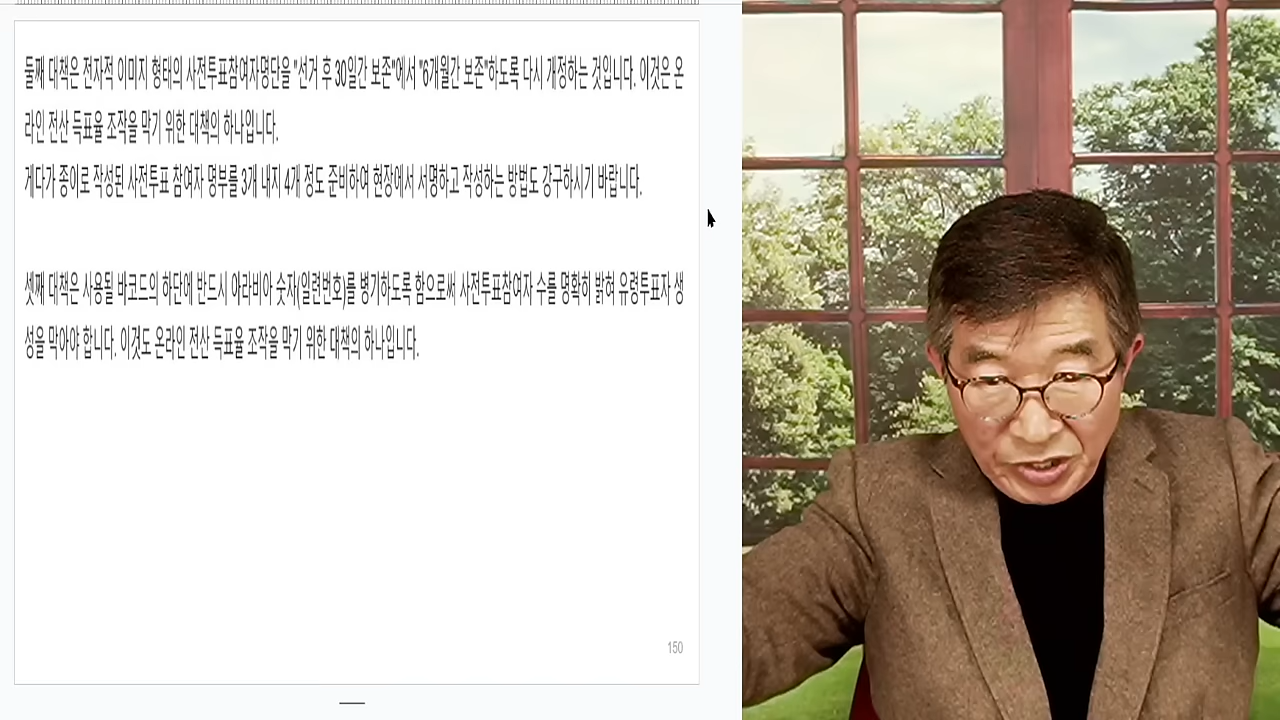 둘째 대책은 전자적 이미지 형태의 사전투표참여자명단을 "선거 후 30일간 보존"에서 "6개월간 보존"하도록 다시 개정하는 것입니다. 이것은 온
라인 전산 득표율 조작을 막기 위한 대책의 하나입니다.
게다가 종이로 작성된 사전투표 참여자 명부를 3개 내지 4개 정도 준비하여 현장에서 서명하고 작성하는 방법도 강구하시기 바랍니다.
셋째 대책은 사용될 바코드의 하단에 반드시 아라비아 숫자(일련번호)를 병기하도록 함으로써 사전투표참여자 수를 명확히 밝혀 유령투표자 생
성을 막아야 합니다. 이것도 온라인 전산 득표율 조작을 막기 위한 대책의 하나입니다.
150